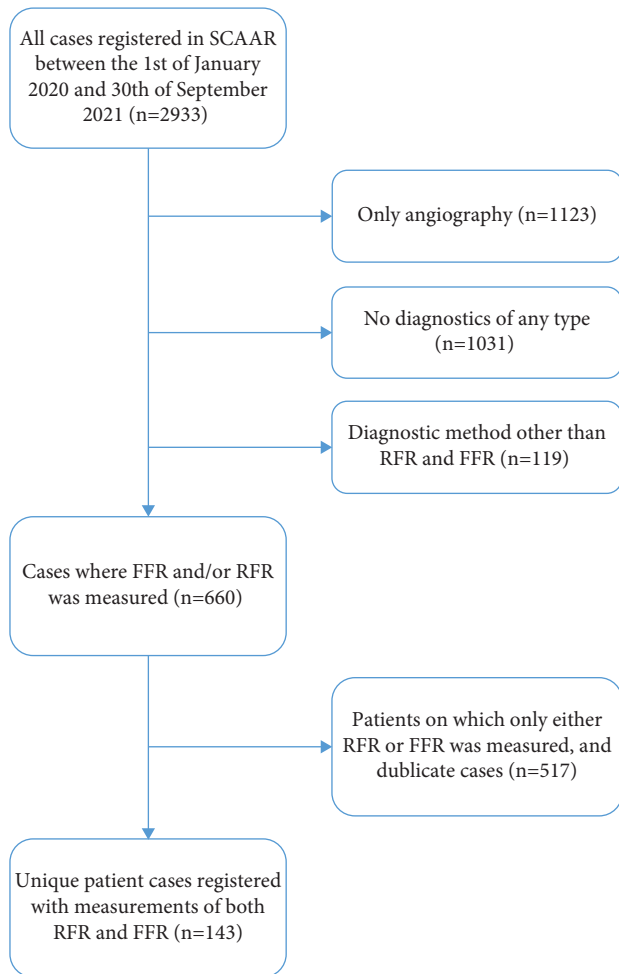 All cases registered in SCAAR
between the 1st of January
2020 and 30th of September
2021 (n=2933)
Only angiography (n=1123)
No diagnostics of any type
(n=1031)
Diagnostic method other than
RFR and FFR (n=119)
Cases where FFR and/or RFR
was measured (n=660)
Patients on which only either
RFR or FFR was measured, and
dublicate cases (n=517)
Unique patient cases registered
with measurements of both
RFR and FFR (n=143)